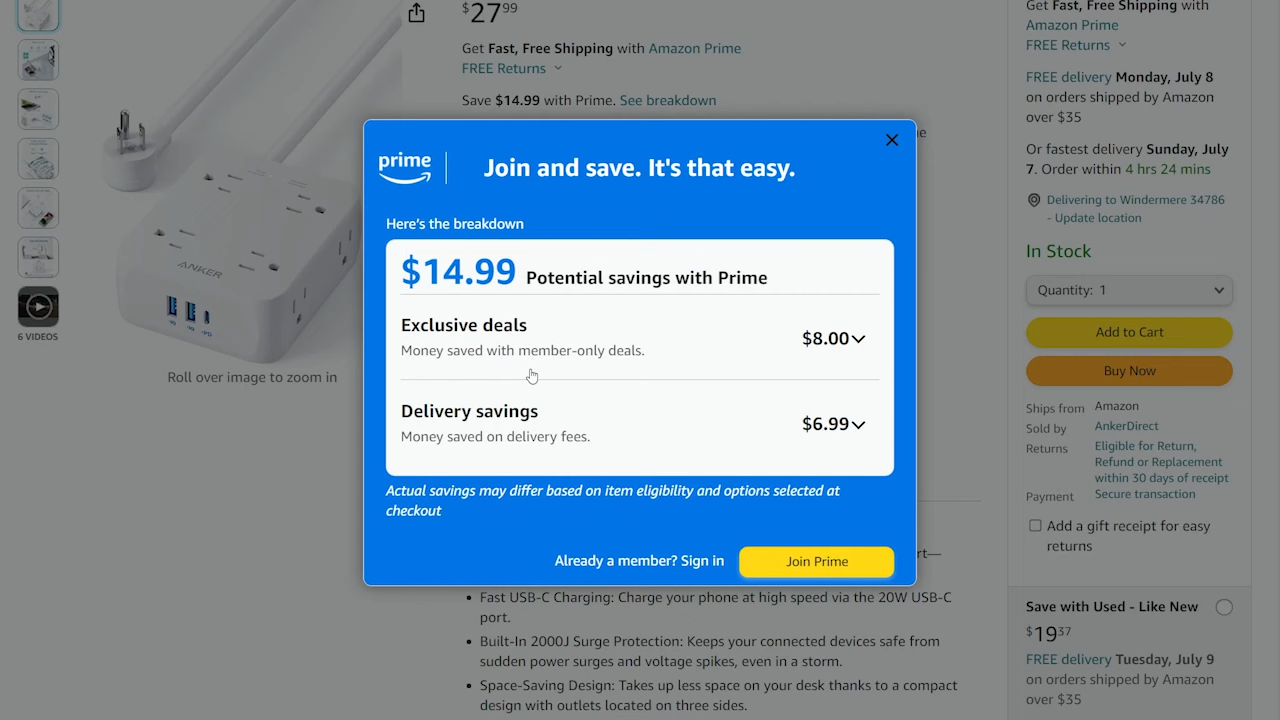 $27.99
Get Fast, Free Shipping with Amazon Prime
FREE Returns
Save $14.99 with Prime. See breakdown
6 VIDEOS
ANKER
Roll over image to zoom in
prime
Join and save. It's that easy.
Here's the breakdown
$14.99 Potential savings with Prime
Exclusive deals
Money saved with member-only deals.
$8.00
Delivery savings
Money saved on delivery fees.
$6.99
Actual savings may differ based on item eligibility and options selected at
checkout
Already a member? Sign in
Join Prime
Fast USB-C Charging: Charge your phone at high speed via the 20W USB-C
port.
Built-In 2000J Surge Protection: Keeps your connected devices safe from
sudden power surges and voltage spikes, even in a storm.
Space-Saving Design: Takes up less space on your desk thanks to a compact
design with outlets located on three sides.
Get Fast, Free Shipping with
Amazon Prime
FREE Returns
FREE delivery Monday, July 8
on orders shipped by Amazon
over $35
Or fastest delivery Sunday, July
7. Order within 4 hrs 24 mins
Delivering to Windermere 34786
- Update location
In Stock
Quantity: 1
Add to Cart
Buy Now
Ships from Amazon
Sold by AnkerDirect
Returns Eligible for Return,
Refund or Replacement
within 30 days of receipt
Payment Secure transaction
Add a gift receipt for easy
returns
Save with Used - Like New
$19.37
FREE delivery Tuesday, July 9
on orders shipped by Amazon
over $35